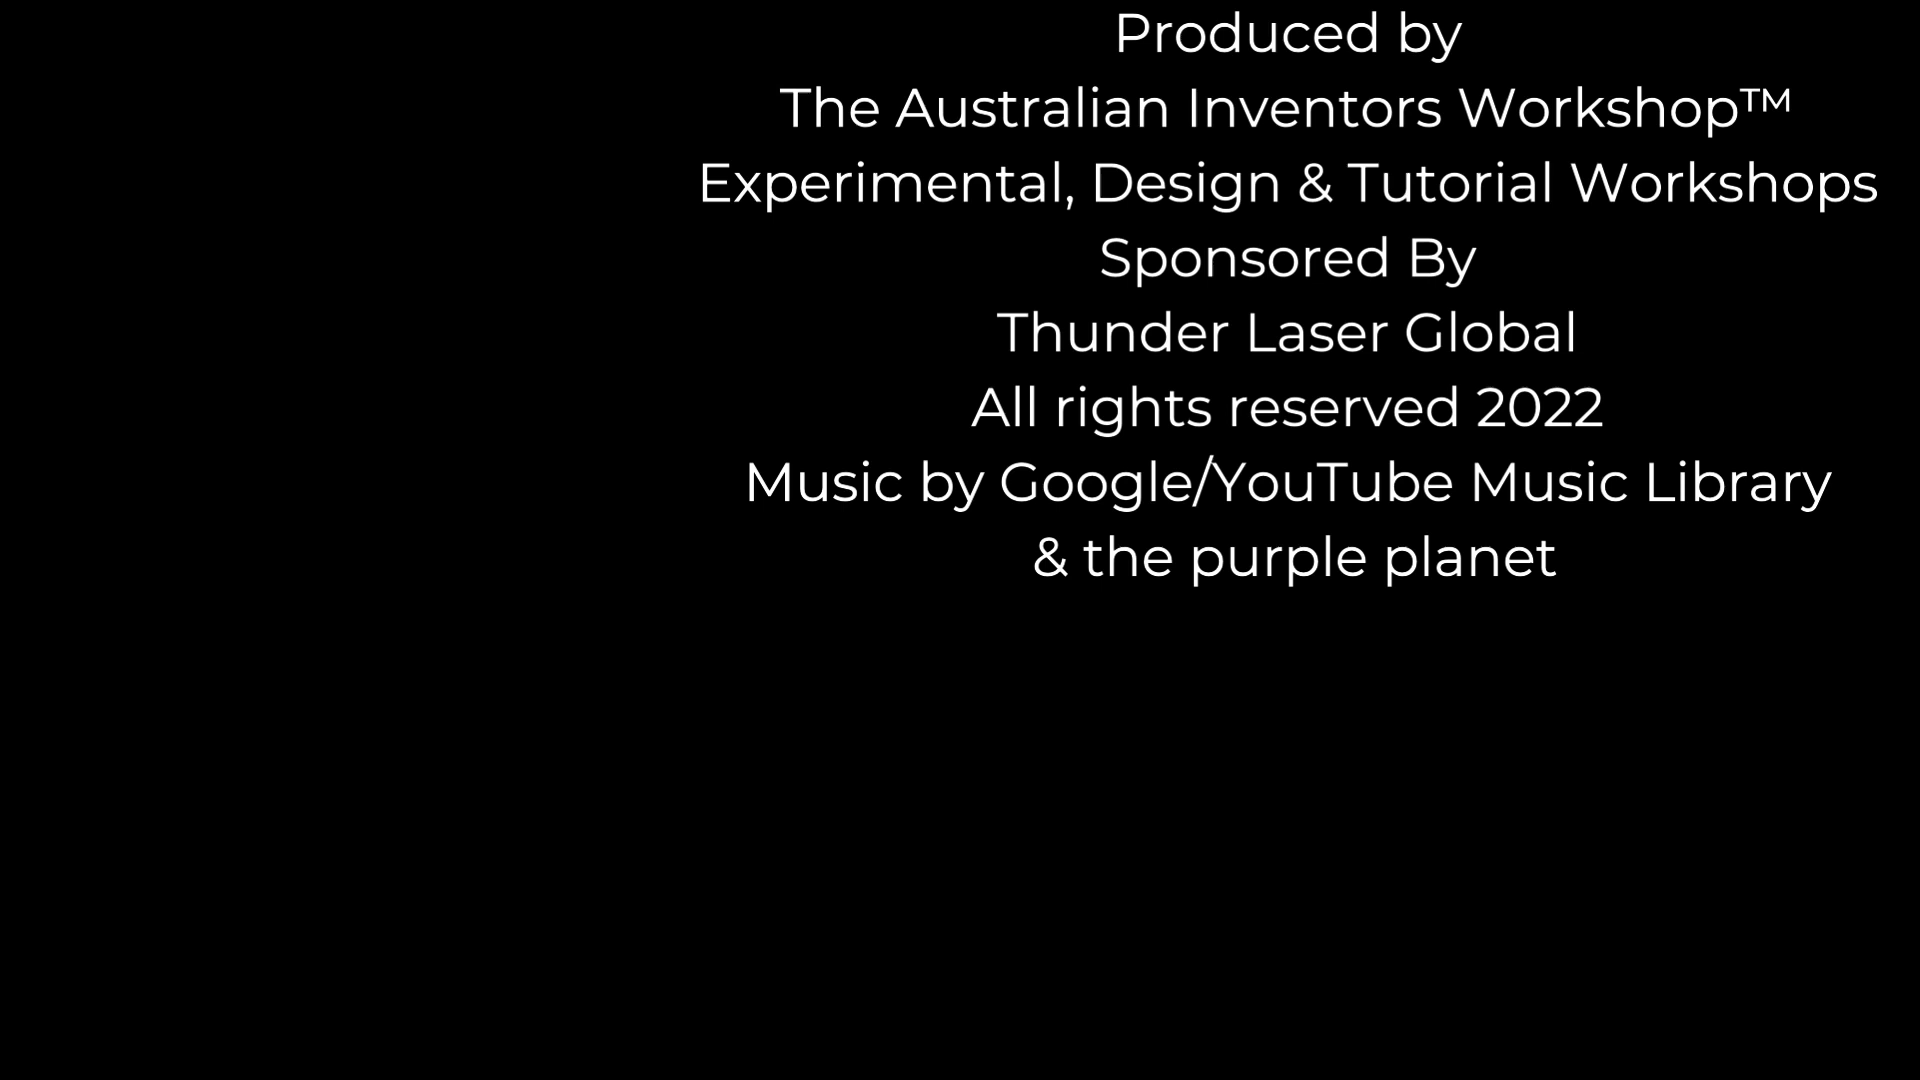 Produced by
The Australian Inventors Workshop™
Experimental, Design & Tutorial Workshops
Sponsored By
Thunder Laser Global
All rights reserved 2022
Music by Google/YouTube Music Library
& the purple planet